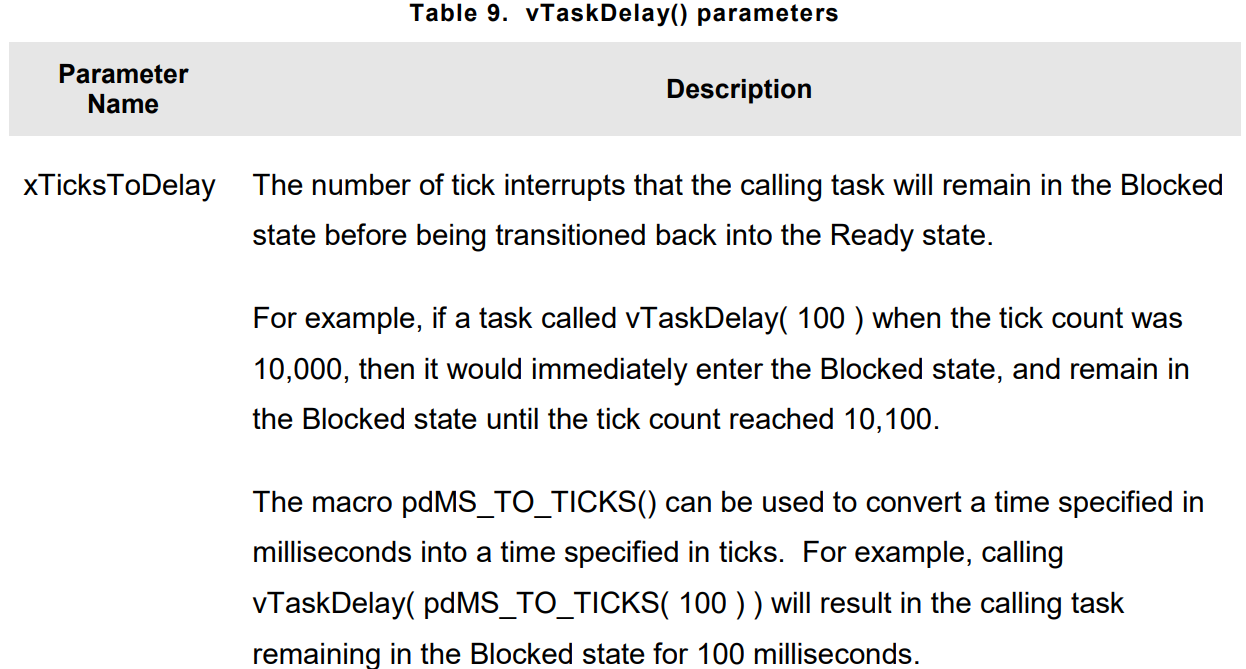 Table 9. vTaskDelay() parameters
Parameter
Name
Description
xTicksToDelay
The number of tick interrupts that the calling task will remain in the Blocked
state before being transitioned back into the Ready state.
For example, if a task called vTaskDelay( 100 ) when the tick count was
10,000, then it would immediately enter the Blocked state, and remain in
the Blocked state until the tick count reached 10,100.
The macro pdMS_TO_TICKS() can be used to convert a time specified in
milliseconds into a time specified in ticks.  For example, calling
vTaskDelay( pdMS_TO_TICKS( 100 ) ) will result in the calling task
remaining in the Blocked state for 100 milliseconds.